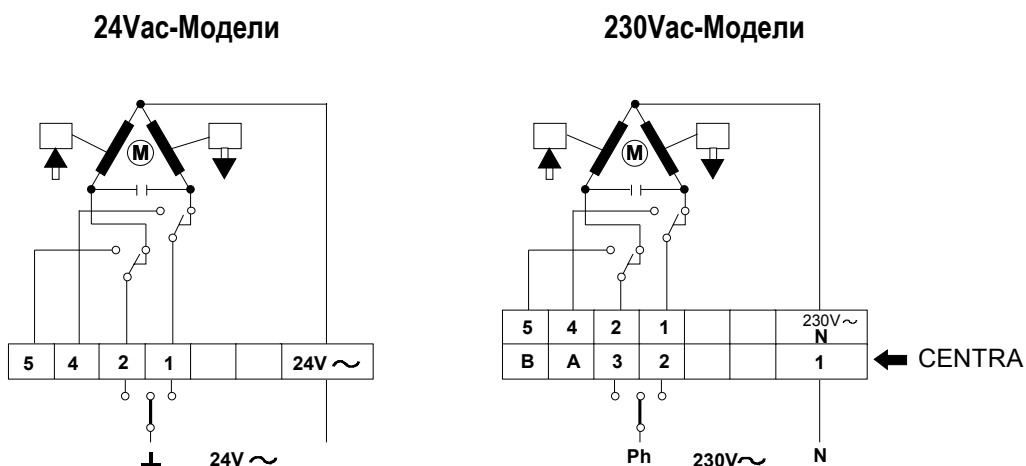 24Vac-Модели
230Vac-Модели
M
5 4 2 1 24V ~
24V ~
M
5 4 2 1 230V~ N
B A 3 2 1
CENTRA
Ph 230V~ N